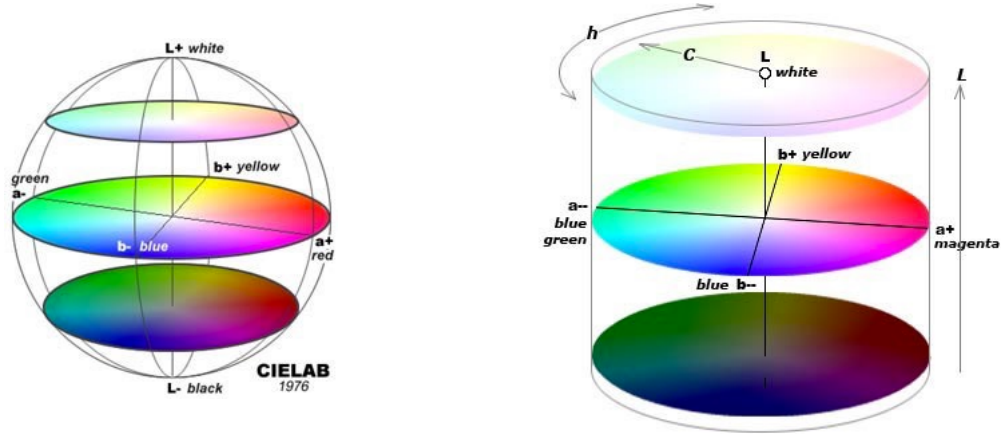 L+ white
b+ yellow
green
a-
b- blue
a+
red
CIELAB
1976
L- black
h
C
L
white
L
b+ yellow
a--
blue
green
a+
magenta
blue b--